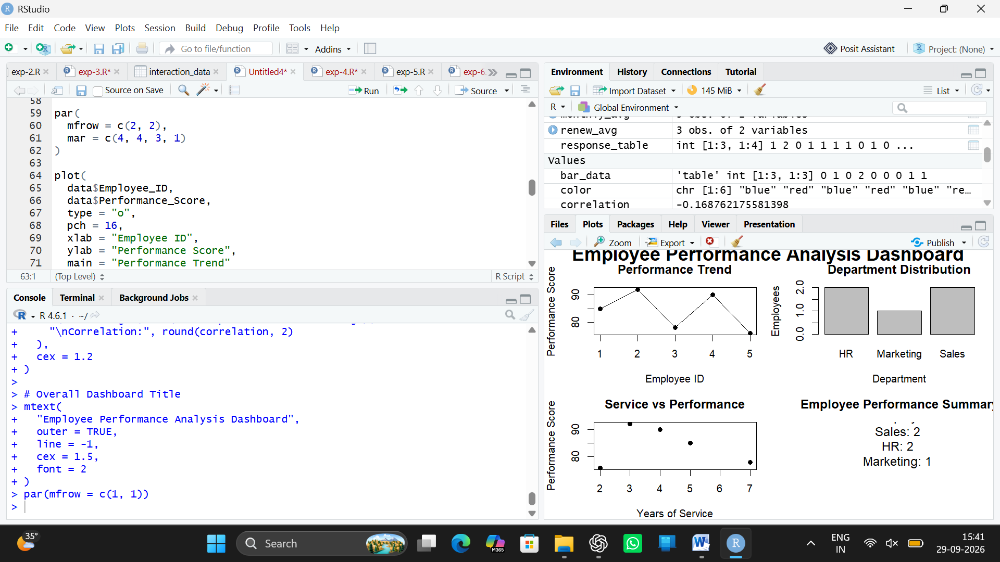 RStudio
File Edit Code View Plots Session Build Debug Profile Tools Help
Go to file/function
Addins
Posit Assistant
Project: (None)
exp-2.R
exp-3.R*
interaction_data
Untitled4*
exp-4.R*
exp-5.R
exp-6
Source on Save
Run
Source
58
59 par(
60 mfrow = c(2, 2),
61 mar = c(4, 4, 3, 1)
62 )
63
64 plot(
65 data$Employee_ID,
66 data$Performance_Score,
67 type = "o",
68 pch = 16,
69 xlab = "Employee ID",
70 ylab = "Performance Score",
71 main = "Performance Trend"
63:1 (Top Level) R Script
Console Terminal Background Jobs
R 4.6.1 · ~/
+ "\nCorrelation:", round(correlation, 2)
+ ),
+ cex = 1.2
+ )
>
> # Overall Dashboard Title
> mtext(
+ "Employee Performance Analysis Dashboard",
+ outer = TRUE,
+ line = -1,
+ cex = 1.5,
+ font = 2
+ )
> par(mfrow = c(1, 1))
>
Environment History Connections Tutorial
Import Dataset 145 MiB List
R Global Environment
renew_avg 3 obs. of 2 variables
response_table int [1:3, 1:4] 1 2 0 1 1 1 1 0 1 0 ...
Values
bar_data 'table' int [1:3, 1:3] 0 1 0 2 0 0 0 1 1
color chr [1:6] "blue" "red" "blue" "red" "blue" "re…
correlation -0.168762175581398
Files Plots Packages Help Viewer Presentation
Zoom Export Publish
Employee Performance Analysis Dashboard
Performance Trend
Performance Score
90
80
1 2 3 4 5
Employee ID
Department Distribution
Employees
2.0
1.0
0.0
HR Marketing Sales
Department
Service vs Performance
Performance Score
90
80
2 3 4 5 6 7
Years of Service
Employee Performance Summar
Sales: 2
HR: 2
Marketing: 1
35°
Search
M365
ENG
IN
15:41
29-09-2026